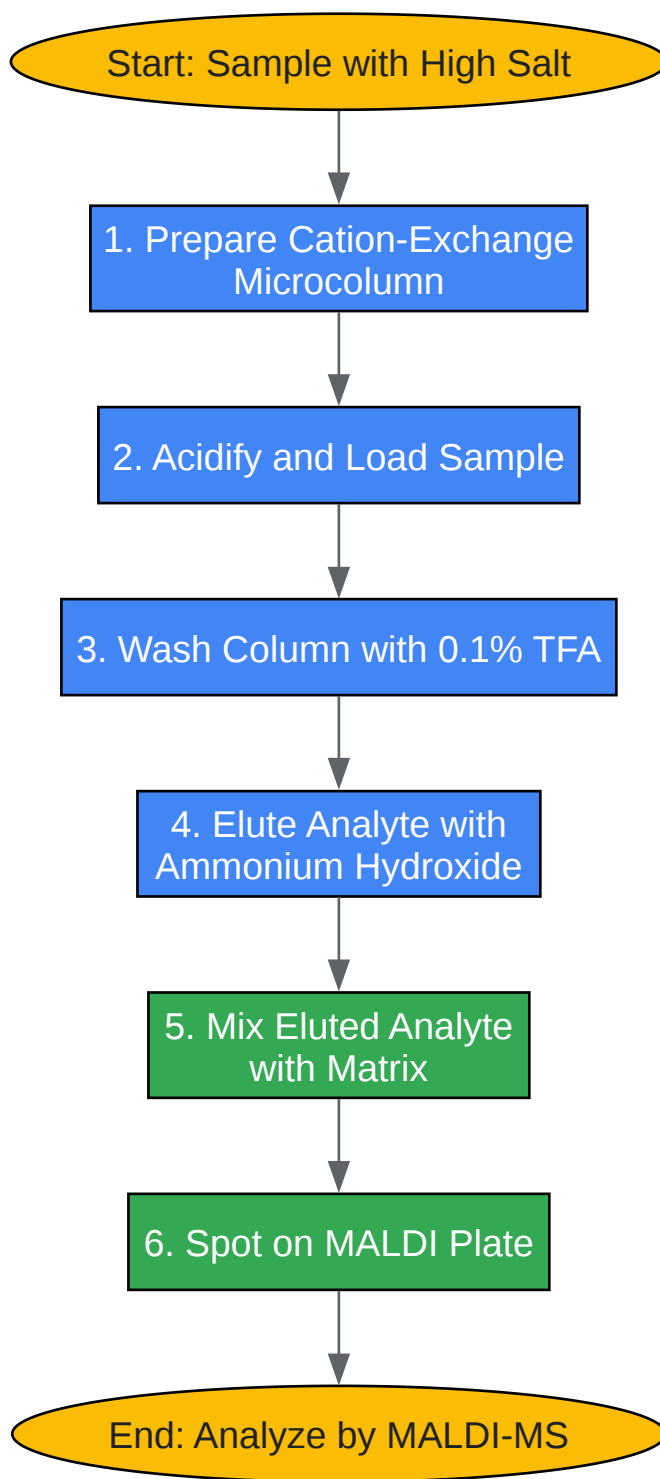 Start: Sample with High Salt
1. Prepare Cation-Exchange
Microcolumn
2. Acidify and Load Sample
3. Wash Column with 0.1% TFA
4. Elute Analyte with
Ammonium Hydroxide
5. Mix Eluted Analyte
with Matrix
6. Spot on MALDI Plate
End: Analyze by MALDI-MS